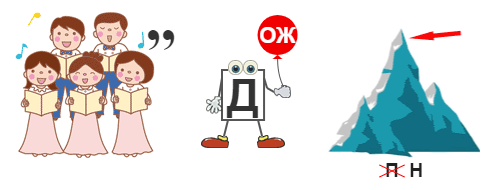 ,,
ОЖ
Д
П Н